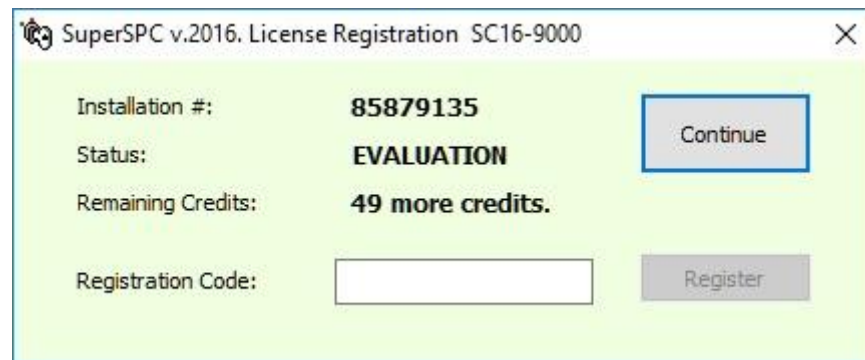 SuperSPC v.2016. License Registration SC16-9000
Installation #: 85879135
Continue
Status: EVALUATION
Remaining Credits: 49 more credits.
Registration Code:
Register